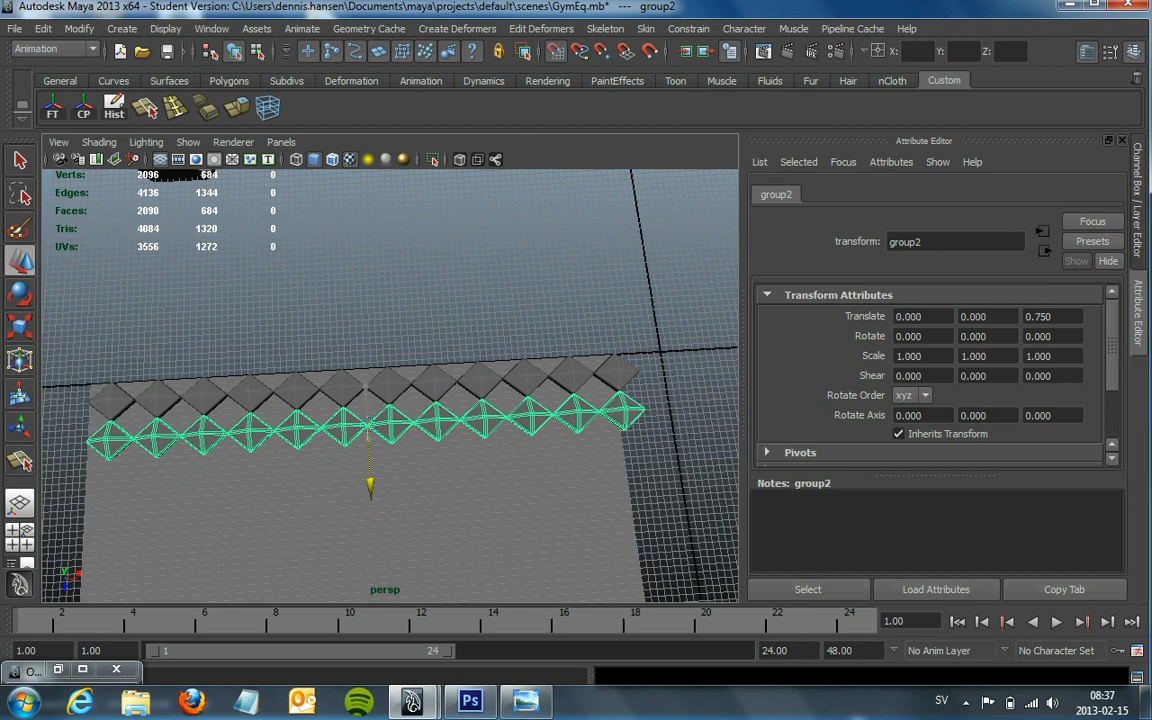 Autodesk Maya 2013 x64 - Student Version: C:\Users\dennis.hansen\Documents\maya\projects\default\scenes\GymEq.mb* --- group2
File Edit Modify Create Display Window Assets Animate Geometry Cache Create Deformers Edit Deformers Skeleton Skin Constrain Character Muscle Pipeline Cache Help
Animation X: Y: Z:
General Curves Surfaces Polygons Subdivs Deformation Animation Dynamics Rendering PaintEffects Toon Muscle Fluids Fur Hair nCloth Custom
FT CP Hist
View Shading Lighting Show Renderer Panels
Verts: 2096 684 0
Edges: 4136 1344 0
Faces: 2090 684 0
Tris: 4084 1320 0
UVs: 3556 1272 0
persp
Attribute Editor
List Selected Focus Attributes Show Help
group2
transform: group2
Focus
Presets
Show Hide
Transform Attributes
Translate 0.000 0.000 0.750
Rotate 0.000 0.000 0.000
Scale 1.000 1.000 1.000
Shear 0.000 0.000 0.000
Rotate Order xyz
Rotate Axis 0.000 0.000 0.000
Inherits Transform
Pivots
Notes: group2
Select Load Attributes Copy Tab
Channel Box / Layer Editor
Attribute Editor
2 4 6 8 10 12 14 16 18 20 22 24 1.00
1.00 1.00 1 24 24.00 48.00 No Anim Layer No Character Set
O...
Ps
SV
08:37
2013-02-15